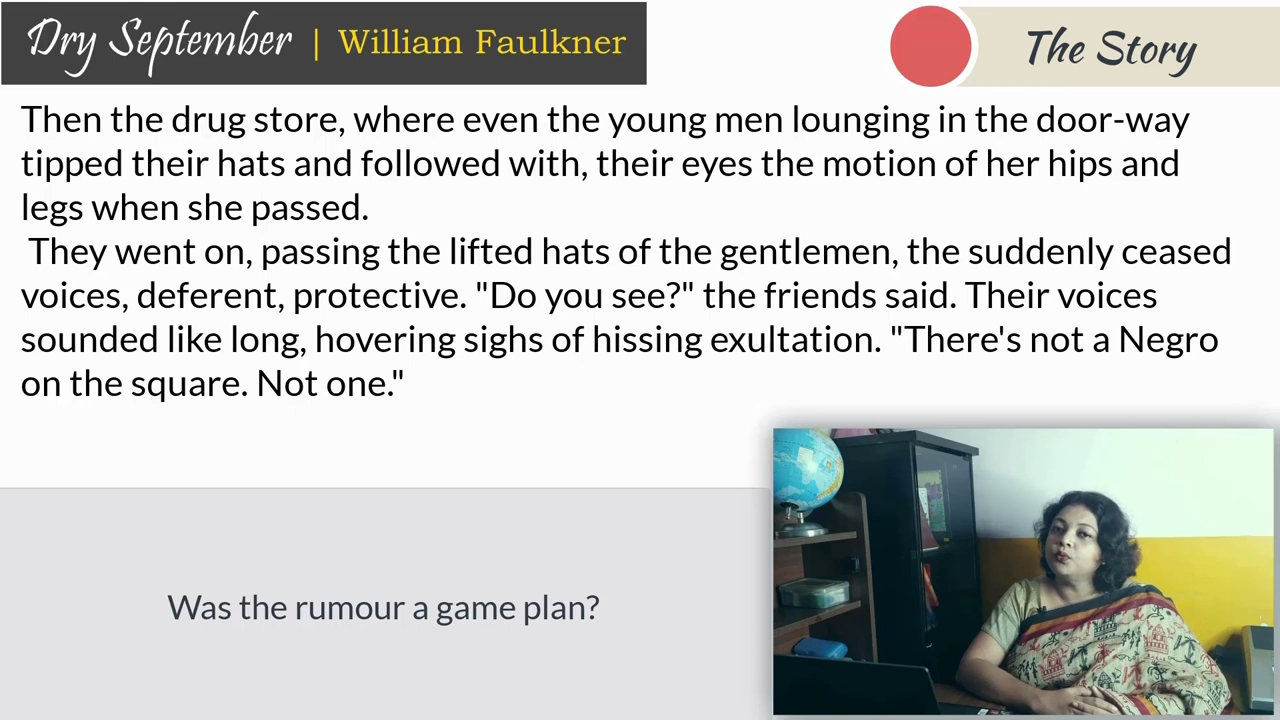 Dry September | William Faulkner
The Story
Then the drug store, where even the young men lounging in the door-way
tipped their hats and followed with, their eyes the motion of her hips and
legs when she passed.
They went on, passing the lifted hats of the gentlemen, the suddenly ceased
voices, deferent, protective. "Do you see?" the friends said. Their voices
sounded like long, hovering sighs of hissing exultation. "There's not a Negro
on the square. Not one."
Was the rumour a game plan?